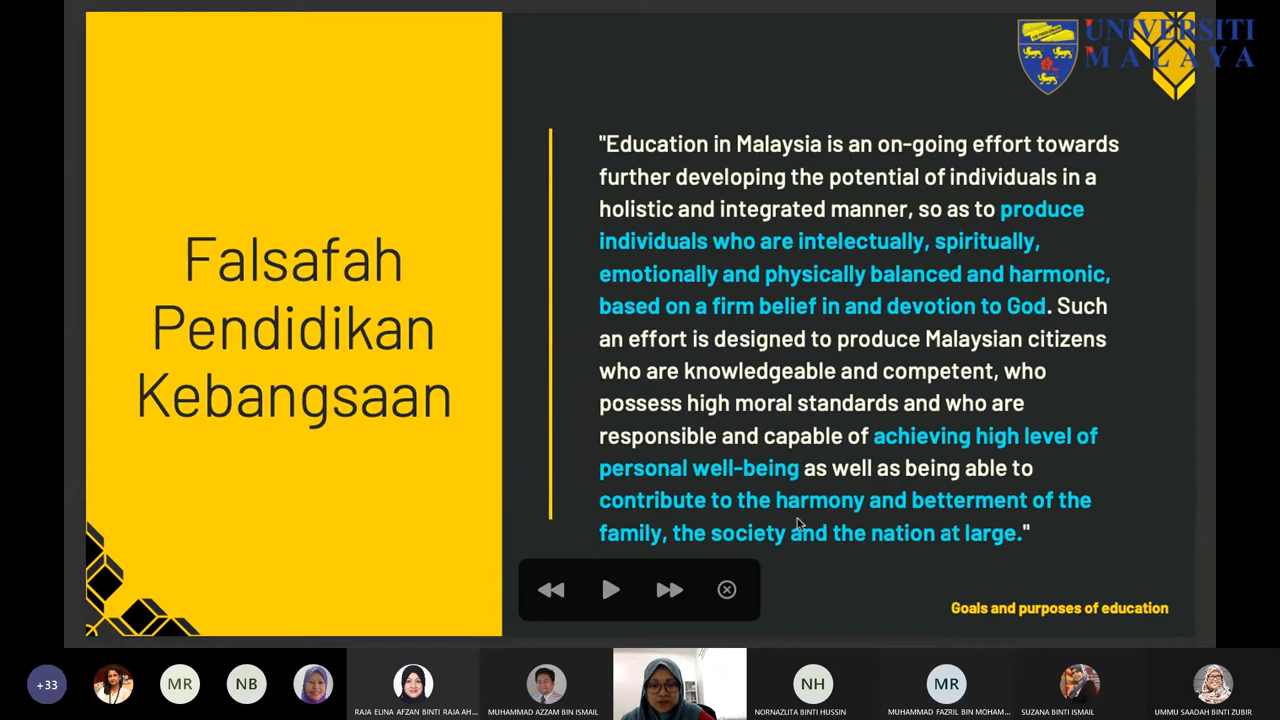 UNIVERSITI
MALAYA
Falsafah
Pendidikan
Kebangsaan
"Education in Malaysia is an on-going effort towards
further developing the potential of individuals in a
holistic and integrated manner, so as to produce
individuals who are intelectually, spiritually,
emotionally and physically balanced and harmonic,
based on a firm belief in and devotion to God. Such
an effort is designed to produce Malaysian citizens
who are knowledgeable and competent, who
possess high moral standards and who are
responsible and capable of achieving high level of
personal well-being as well as being able to
contribute to the harmony and betterment of the
family, the society and the nation at large."
Goals and purposes of education
+33
MR
NB
NH
MR
RAJA ELINA AFZAN BINTI RAJA AH...
MUHAMMAD AZZAM BIN ISMAIL
NORNAZLITA BINTI HUSSIN
MUHAMMAD FAZRIL BIN MOHAM...
SUZANA BINTI ISMAIL
UMMU SAADAH BINTI ZUBIR